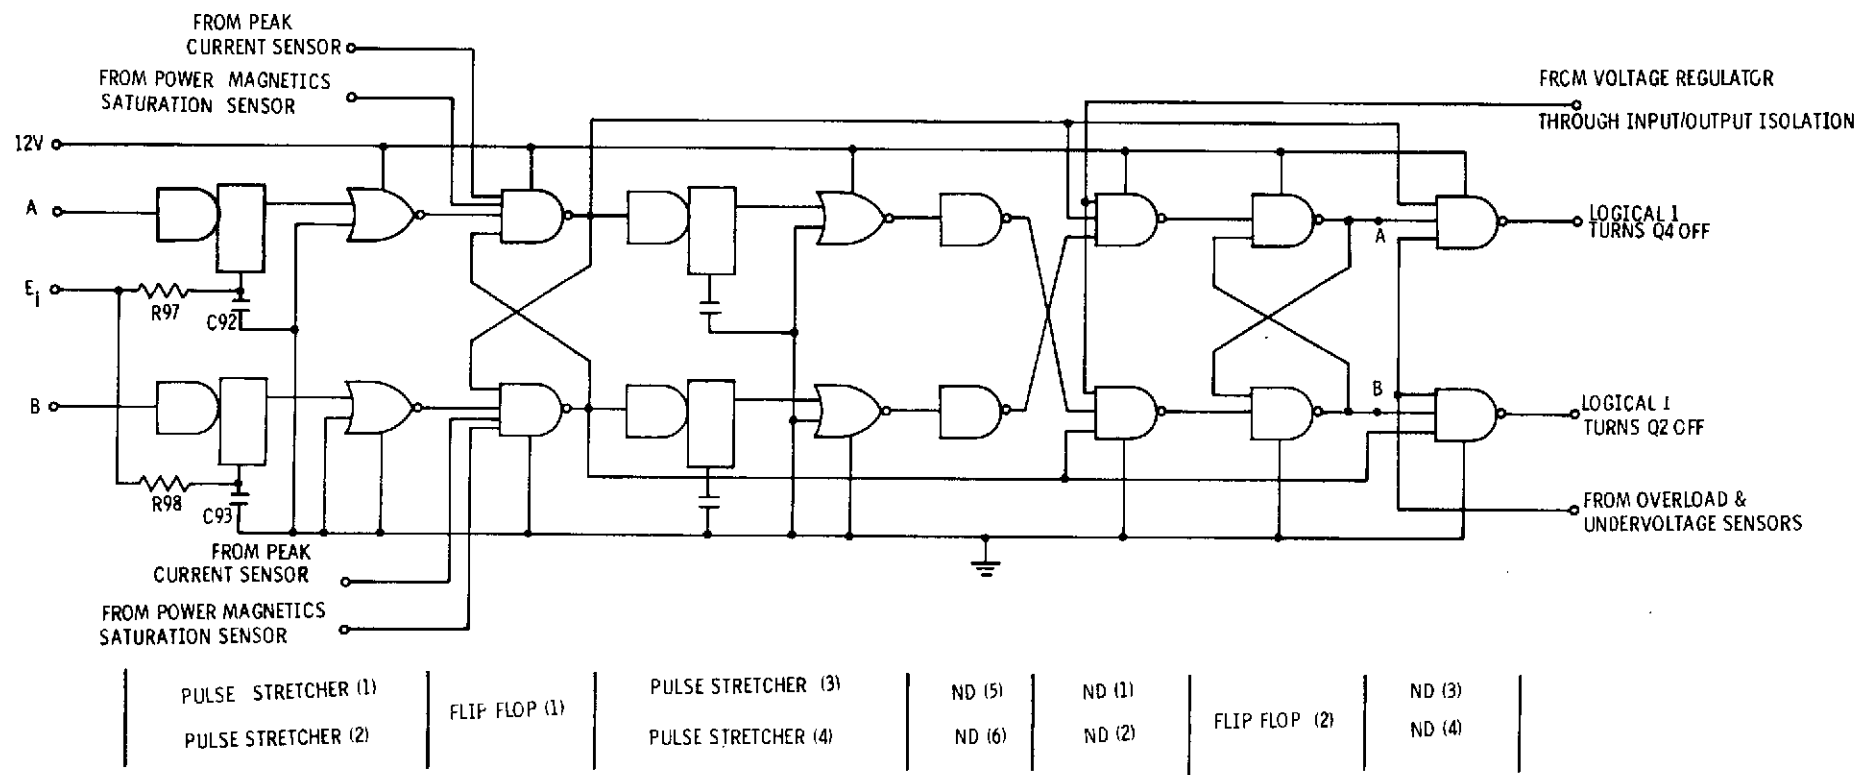 FROM PEAK
CURRENT SENSOR
FROM POWER MAGNETICS
SATURATION SENSOR
FRCM VOLTAGE REGULATOR
THROUGH INPUT/OUTPUT ISOLATION
12V
A
LOGICAL 1
TURNS Q4 OFF
A
Ei
R97
C92
B
B
LOGICAL 1
TURNS Q2 OFF
R98
C93
FROM OVERLOAD &
UNDERVOLTAGE SENSORS
FROM PEAK
CURRENT SENSOR
FROM POWER MAGNETICS
SATURATION SENSOR
PULSE STRETCHER (1)
PULSE STRETCHER (2)
FLIP FLOP (1)
PULSE STRETCHER (3)
PULSE STRETCHER (4)
ND (5)
ND (6)
ND (1)
ND (2)
FLIP FLOP (2)
ND (3)
ND (4)